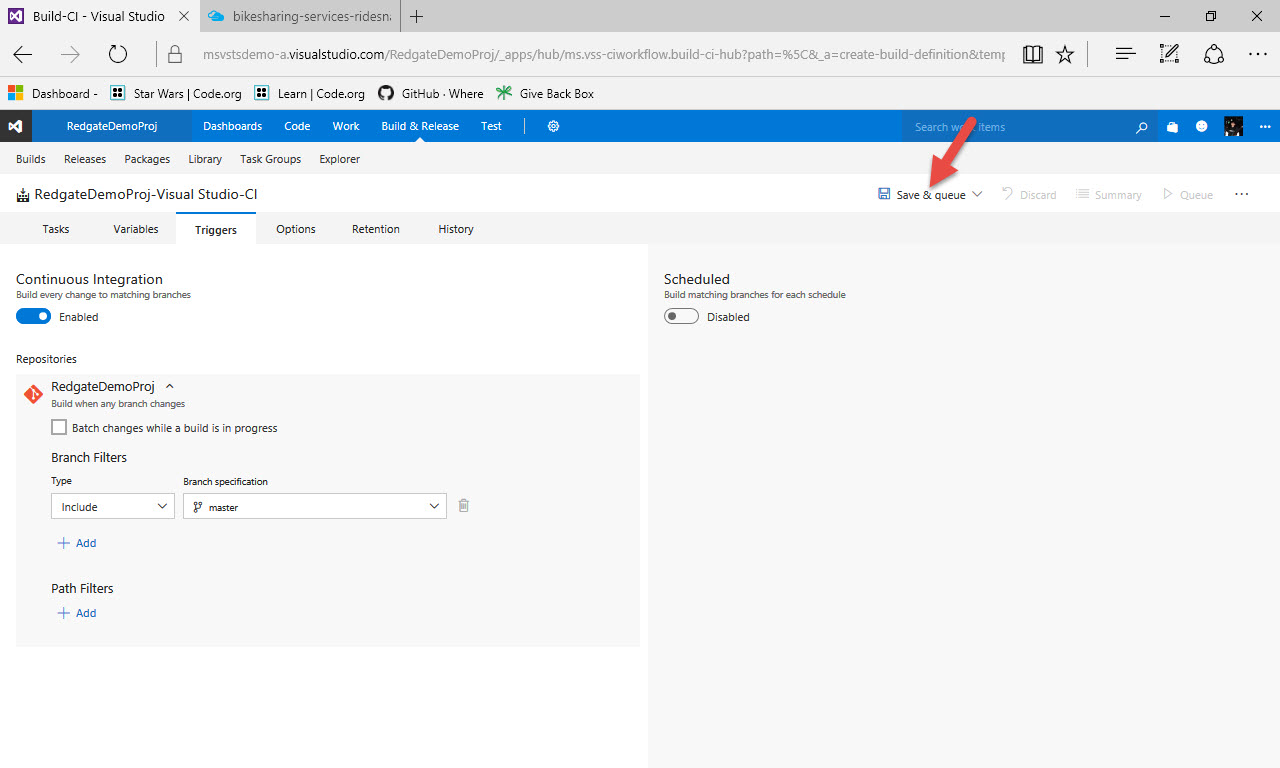 Build-CI - Visual Studio
bikesharing-services-ridesn
msvstsdemo-a.visualstudio.com/RedgateDemoProj/_apps/hub/ms.vss-ciworkflow.build-ci-hub?path=%5C&_a=create-build-definition&temp
Dashboard - Star Wars | Code.org Learn | Code.org GitHub · Where Give Back Box
RedgateDemoProj Dashboards Code Work Build & Release Test Search work items
Builds Releases Packages Library Task Groups Explorer
RedgateDemoProj-Visual Studio-CI Save & queue Discard Summary Queue ...
Tasks Variables Triggers Options Retention History
Continuous Integration
Build every change to matching branches
Enabled
Repositories
RedgateDemoProj
Build when any branch changes
Batch changes while a build is in progress
Branch Filters
Type Branch specification
Include master
+ Add
Path Filters
+ Add
Scheduled
Build matching branches for each schedule
Disabled